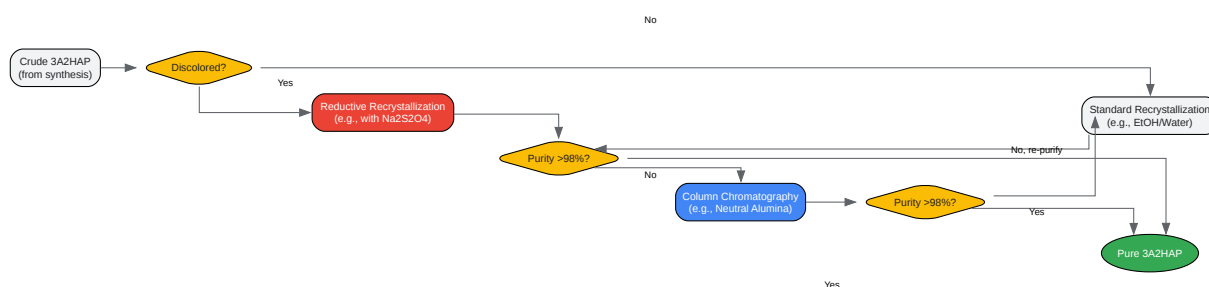 No
Crude 3A2HAP
(from synthesis)
Discolored?
Yes
Reductive Recrystallization
(e.g., with Na2S2O4)
Standard Recrystallization
(e.g., EtOH/Water)
Purity >98%?
No, re-purify
No
Column Chromatography
(e.g., Neutral Alumina)
Purity >98%?
Yes
Pure 3A2HAP
Yes